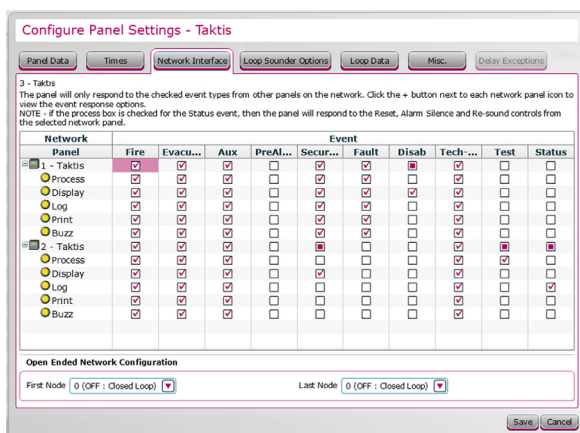 Configure Panel Settings - Taktis
Panel Data Times Network Interface Loop Sounder Options Loop Data Misc. Delay Exceptions
3 - Taktis
The panel will only respond to the checked event types from other panels on the network. Click the + button next to each network panel icon to
view the event response options.
NOTE - if the process box is checked for the Status event, then the panel will respond to the Reset, Alarm Silence and Re-sound controls from
the selected network panel.
Network Event
Panel Fire Evacu... Aux PreAl... Secur... Fault Disab Tech-... Test Status
1 - Taktis
Process
Display
Log
Print
Buzz
2 - Taktis
Process
Display
Log
Print
Buzz
Open Ended Network Configuration
First Node 0 (OFF : Closed Loop) Last Node 0 (OFF : Closed Loop)
Save Cancel